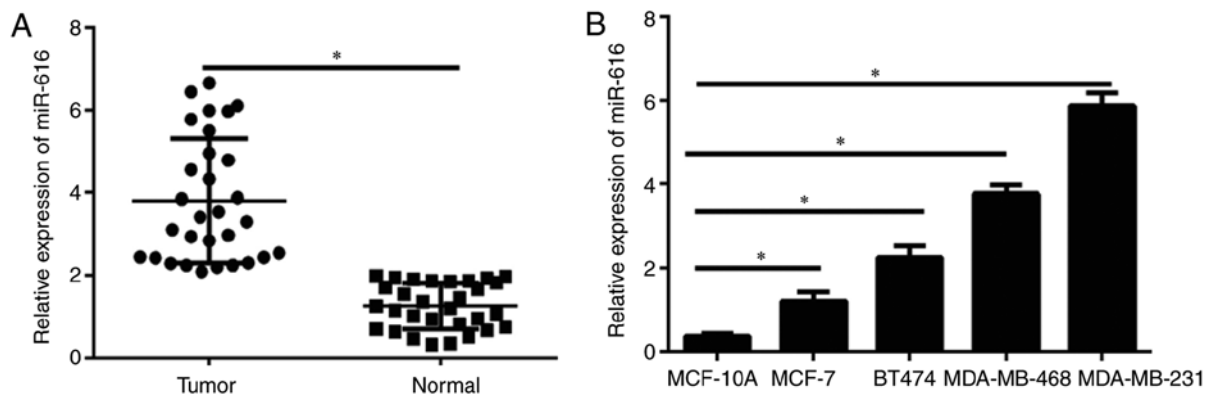 A
Relative expression of miR-616
8
6
4
2
0
*
Tumor Normal
B
Relative expression of miR-616
8
6
4
2
0
*
*
*
*
MCF-10A MCF-7 BT474 MDA-MB-468 MDA-MB-231